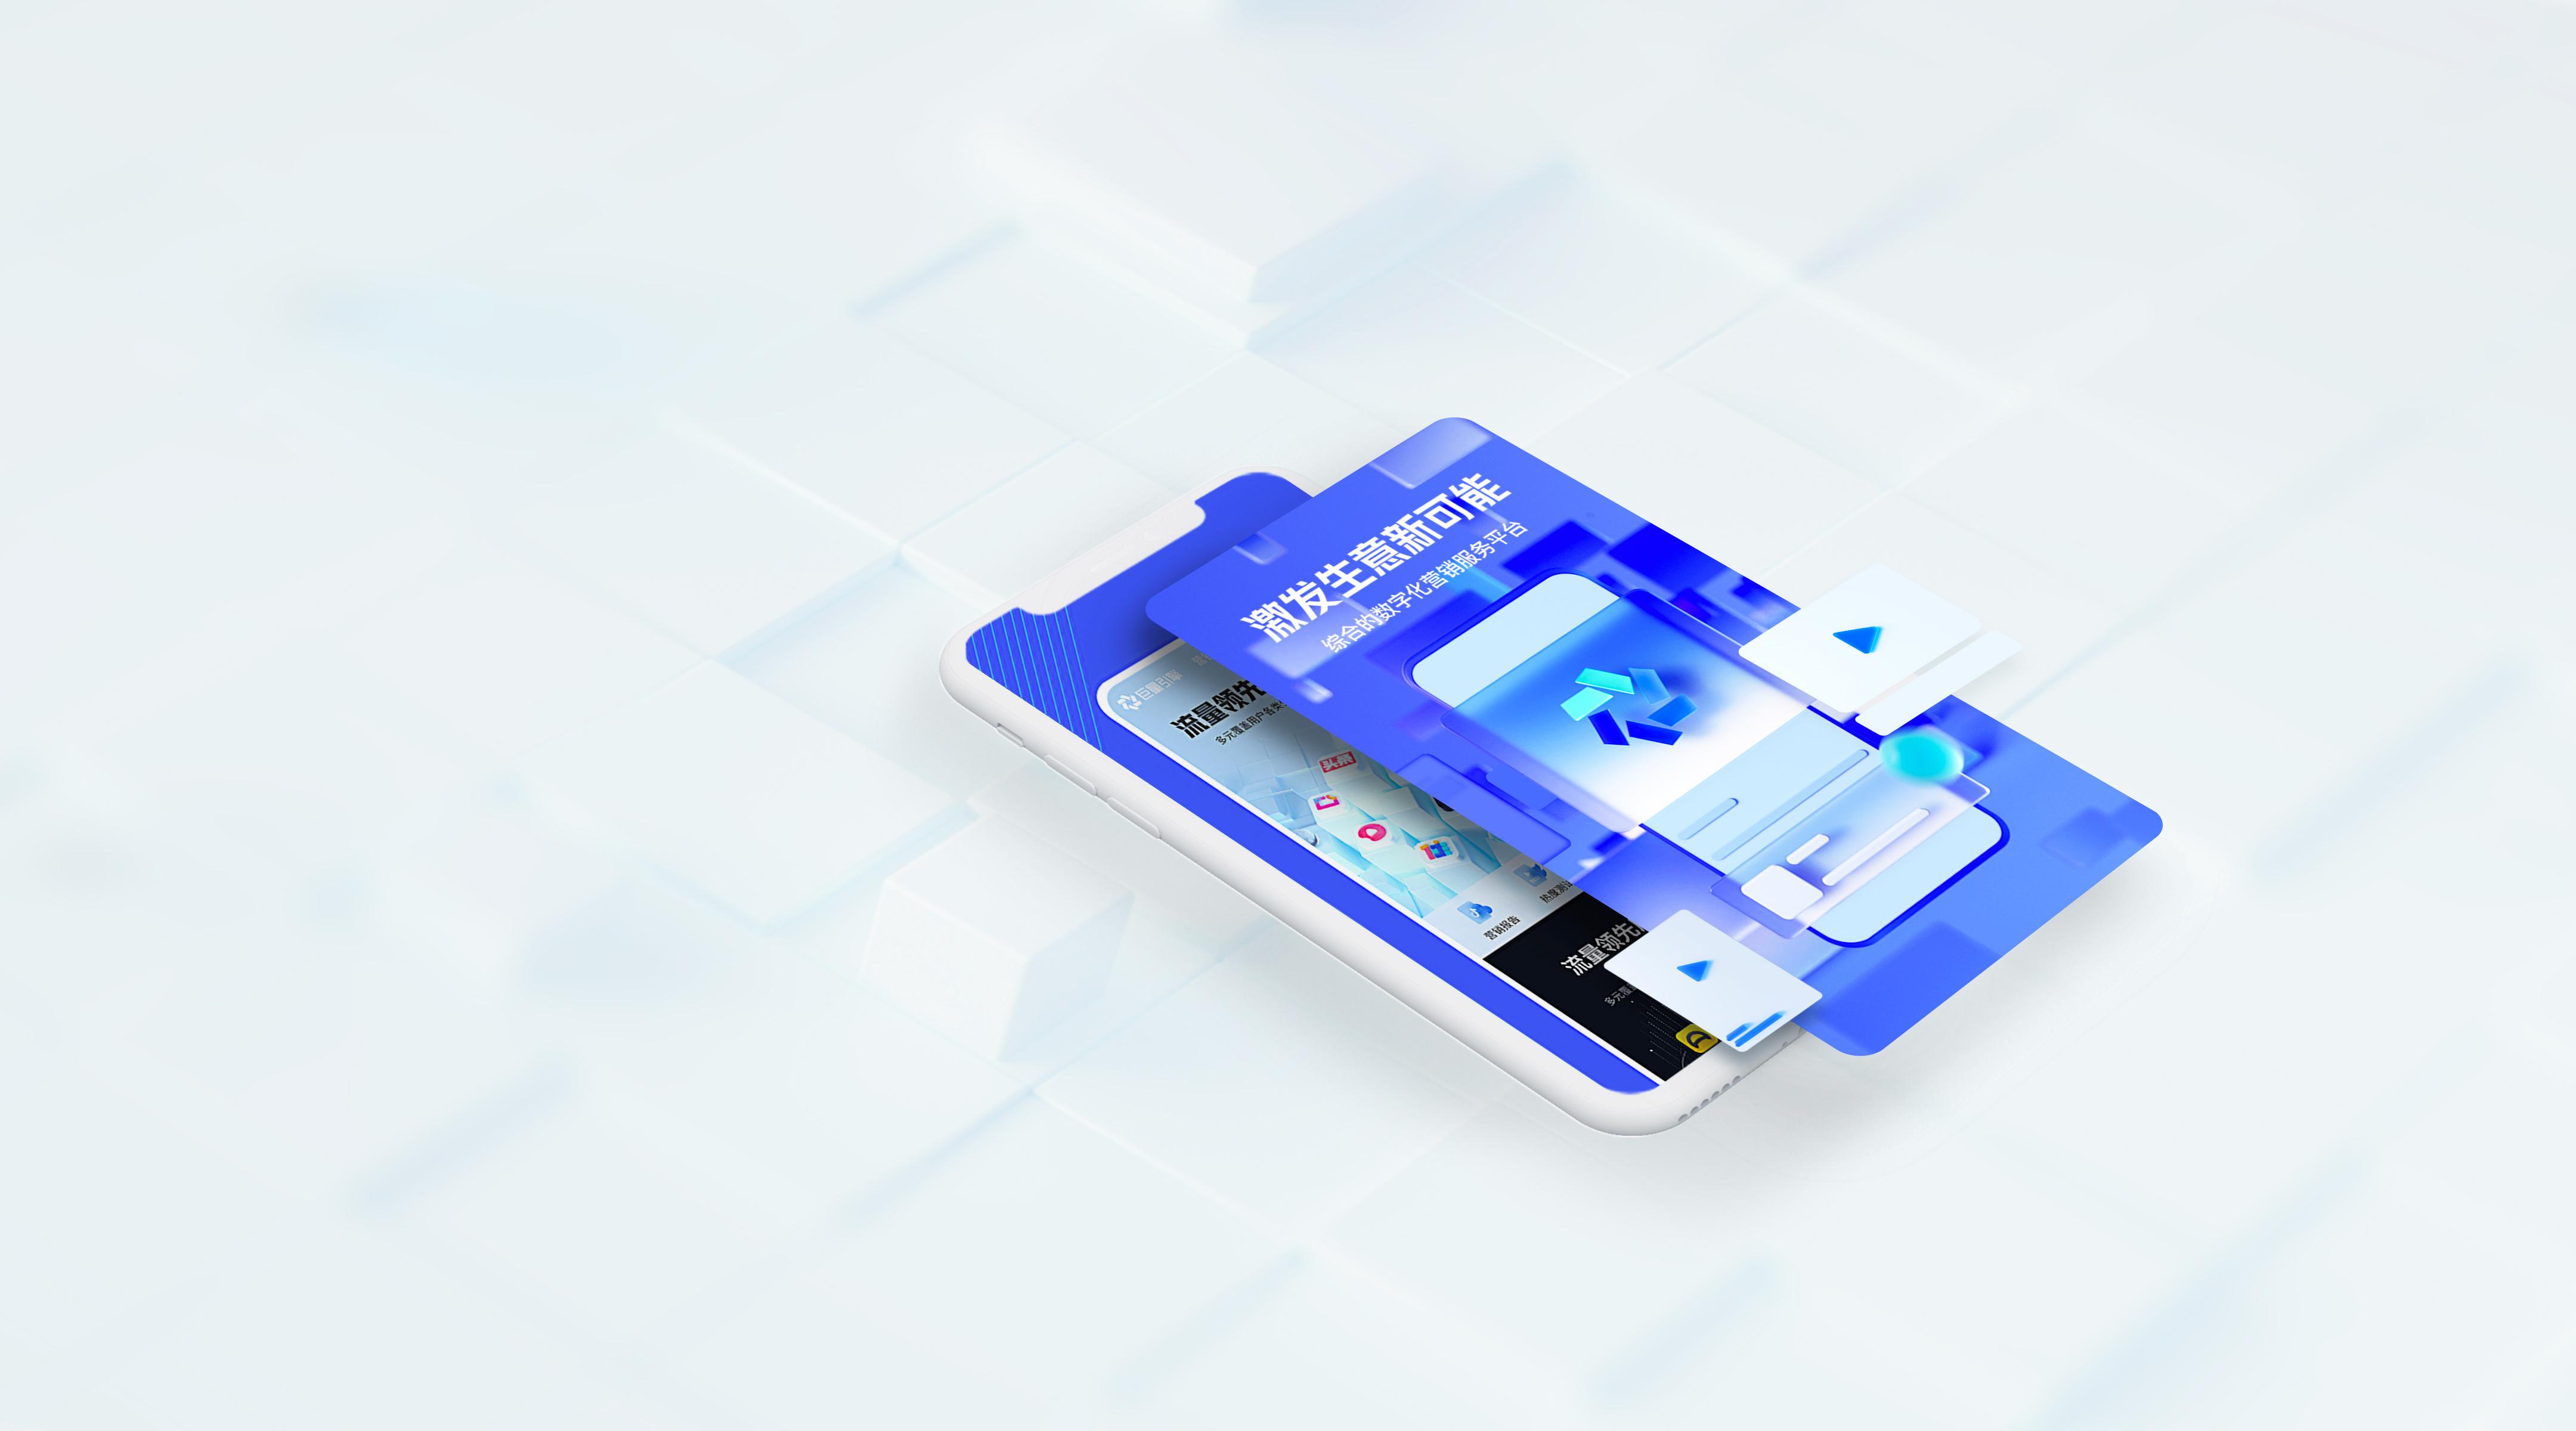 激发生意新可能
综合的数字化营销服务平台
巨量引擎
流量领先
多元覆盖用户各类
头条
营销报告
热度测
流量领先
多元覆